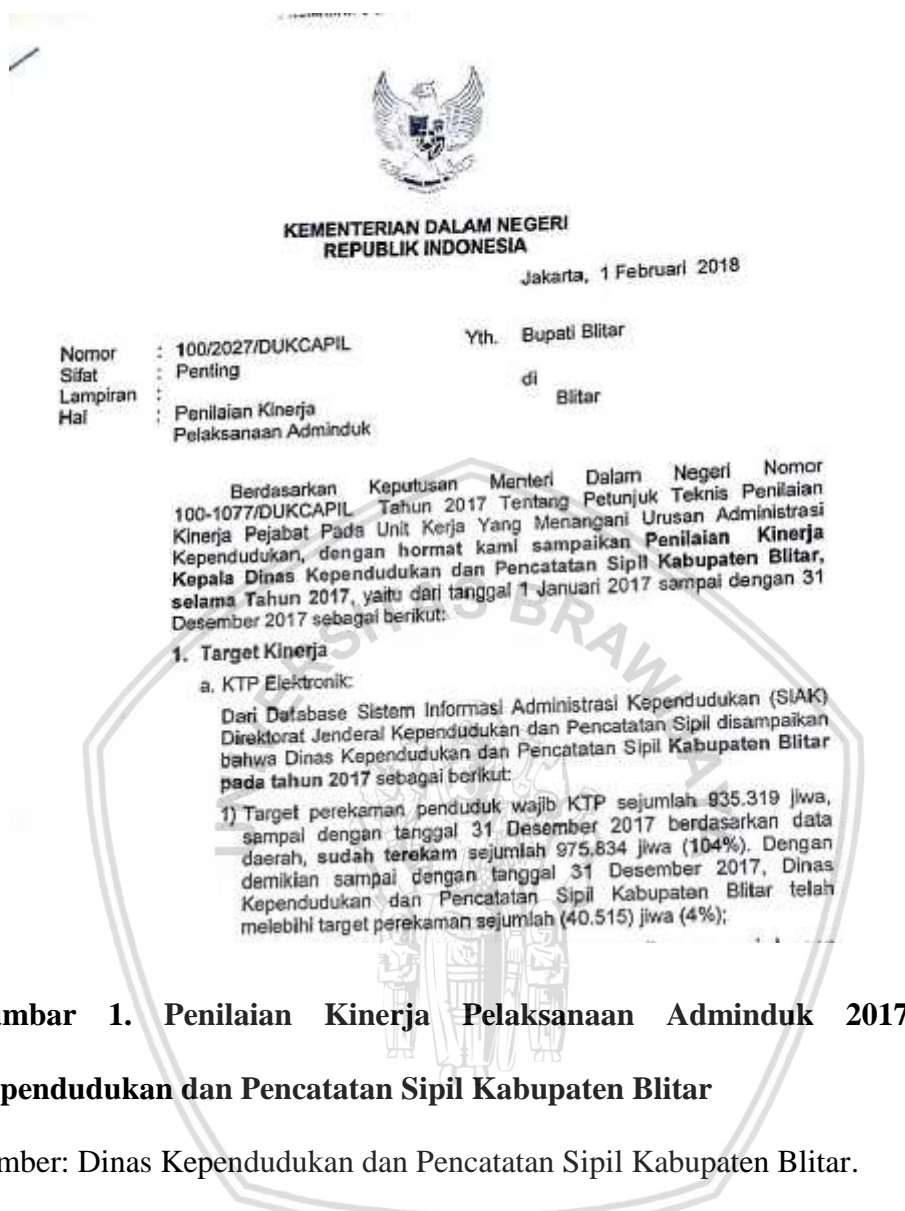 KEMENTERIAN DALAM NEGERI
REPUBLIK INDONESIA
Jakarta, 1 Februari 2018
Nomor : 100/2027/DUKCAPIL
Sifat : Penting
Lampiran :
Hal : Penilaian Kinerja
Pelaksanaan Adminduk
Yth. Bupati Blitar
di
Blitar
Berdasarkan Keputusan Menteri Dalam Negeri Nomor
100-1077/DUKCAPIL Tahun 2017 Tentang Petunjuk Teknis Penilaian
Kinerja Pejabat Pada Unit Kerja Yang Menangani Urusan Administrasi
Kependudukan, dengan hormat kami sampaikan Penilaian Kinerja
Kepala Dinas Kependudukan dan Pencatatan Sipil Kabupaten Blitar,
selama Tahun 2017, yaitu dari tanggal 1 Januari 2017 sampai dengan 31
Desember 2017 sebagai berikut:
1. Target Kinerja
a. KTP Elektronik:
Dari Database Sistem Informasi Administrasi Kependudukan (SIAK)
Direktorat Jenderal Kependudukan dan Pencatatan Sipil disampaikan
bahwa Dinas Kependudukan dan Pencatatan Sipil Kabupaten Blitar
pada tahun 2017 sebagai berikut:
1) Target perekaman penduduk wajib KTP sejumlah 935.319 jiwa,
sampai dengan tanggal 31 Desember 2017 berdasarkan data
daerah, sudah terekam sejumlah 975.834 jiwa (104%). Dengan
demikian sampai dengan tanggal 31 Desember 2017, Dinas
Kependudukan dan Pencatatan Sipil Kabupaten Blitar telah
melebihi target perekaman sejumlah (40.515) jiwa (4%);
ambar 1. Penilaian Kinerja Pelaksanaan Adminduk 2017
pendudukan dan Pencatatan Sipil Kabupaten Blitar
mber: Dinas Kependudukan dan Pencatatan Sipil Kabupaten Blitar.